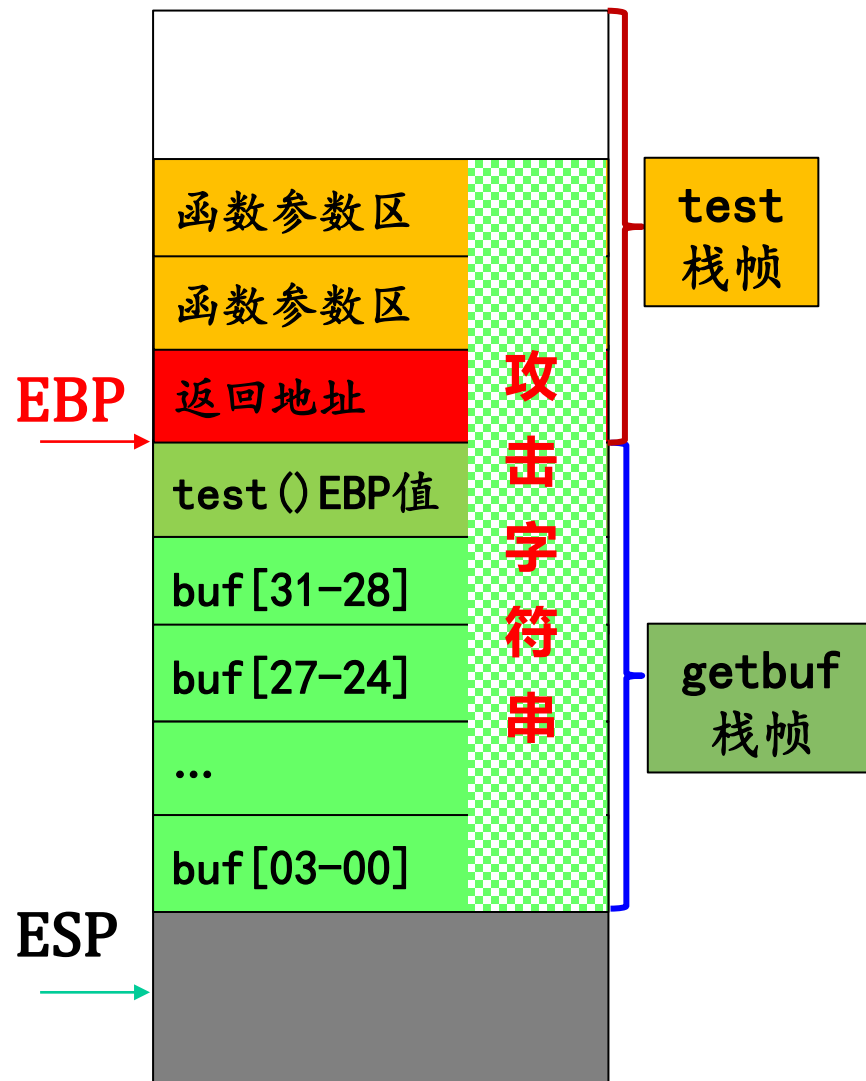 函数参数区
函数参数区
返回地址
test()EBP值
buf[31-28]
buf[27-24]
...
buf[03-00]
攻
击
字
符
串
EBP
ESP
test
栈帧
getbuf
栈帧